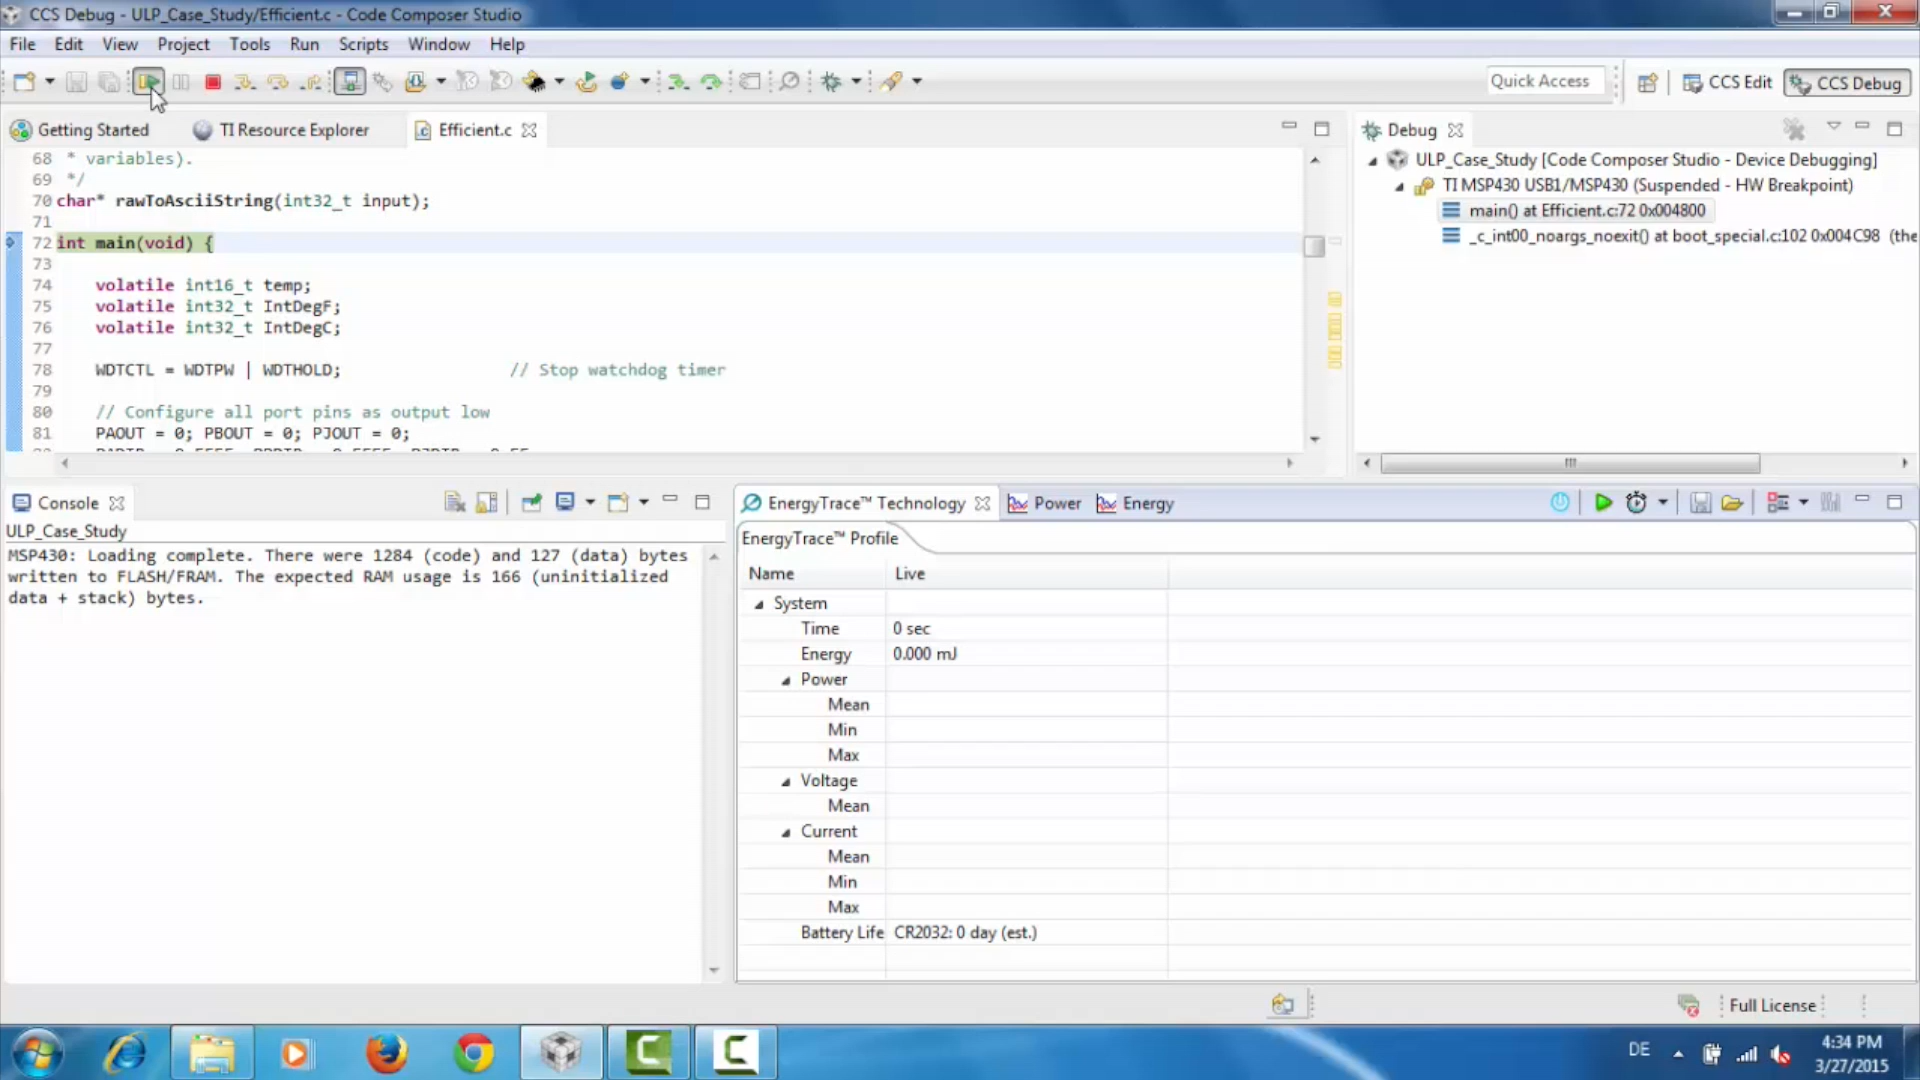 CCS Debug - ULP_Case_Study/Efficient.c - Code Composer Studio
File Edit View Project Tools Run Scripts Window Help
Quick Access CCS Edit CCS Debug
Getting Started TI Resource Explorer Efficient.c
68 * variables).
69 */
70 char* rawToAsciiString(int32_t input);
71
72 int main(void) {
73
74 volatile int16_t temp;
75 volatile int32_t IntDegF;
76 volatile int32_t IntDegC;
77
78 WDTCTL = WDTPW | WDTHOLD; // Stop watchdog timer
79
80 // Configure all port pins as output low
81 PAOUT = 0; PBOUT = 0; PJOUT = 0;
Debug
ULP_Case_Study [Code Composer Studio - Device Debugging]
TI MSP430 USB1/MSP430 (Suspended - HW Breakpoint)
main() at Efficient.c:72 0x004800
_c_int00_noargs_noexit() at boot_special.c:102 0x004C98 (the
Console
ULP_Case_Study
MSP430: Loading complete. There were 1284 (code) and 127 (data) bytes
written to FLASH/FRAM. The expected RAM usage is 166 (uninitialized
data + stack) bytes.
EnergyTrace™ Technology Power Energy
EnergyTrace™ Profile
Name Live
System
Time 0 sec
Energy 0.000 mJ
Power
Mean
Min
Max
Voltage
Mean
Current
Mean
Min
Max
Battery Life CR2032: 0 day (est.)
Full License
DE
4:34 PM
3/27/2015